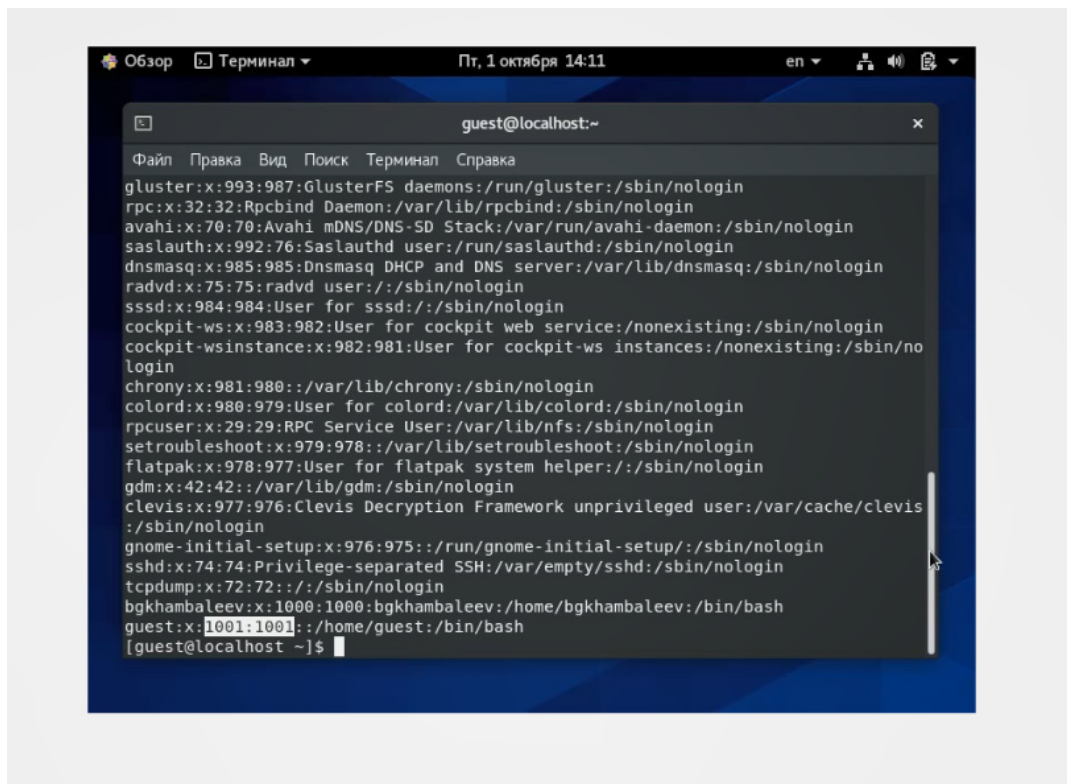 Обзор Терминал Пт, 1 октября 14:11 en
guest@localhost:~
Файл Правка Вид Поиск Терминал Справка
gluster:x:993:987:GlusterFS daemons:/run/gluster:/sbin/nologin
rpc:x:32:32:Rpcbind Daemon:/var/lib/rpcbind:/sbin/nologin
avahi:x:70:70:Avahi mDNS/DNS-SD Stack:/var/run/avahi-daemon:/sbin/nologin
saslauth:x:992:76:Saslauthd user:/run/saslauthd:/sbin/nologin
dnsmasq:x:985:985:Dnsmasq DHCP and DNS server:/var/lib/dnsmasq:/sbin/nologin
radvd:x:75:75:radvd user:/:/sbin/nologin
sssd:x:984:984:User for sssd:/:/sbin/nologin
cockpit-ws:x:983:982:User for cockpit web service:/nonexisting:/sbin/nologin
cockpit-wsinstance:x:982:981:User for cockpit-ws instances:/nonexisting:/sbin/no
login
chrony:x:981:980::/var/lib/chrony:/sbin/nologin
colord:x:980:979:User for colord:/var/lib/colord:/sbin/nologin
rpcuser:x:29:29:RPC Service User:/var/lib/nfs:/sbin/nologin
setroubleshoot:x:979:978::/var/lib/setroubleshoot:/sbin/nologin
flatpak:x:978:977:User for flatpak system helper:/:/sbin/nologin
gdm:x:42:42::/var/lib/gdm:/sbin/nologin
clevis:x:977:976:Clevis Decryption Framework unprivileged user:/var/cache/clevis
:/sbin/nologin
gnome-initial-setup:x:976:975::/run/gnome-initial-setup/:/sbin/nologin
sshd:x:74:74:Privilege-separated SSH:/var/empty/sshd:/sbin/nologin
tcpdump:x:72:72::/:/sbin/nologin
bgkhambaleev:x:1000:1000:bgkhambaleev:/home/bgkhambaleev:/bin/bash
guest:x:1001:1001::/home/guest:/bin/bash
[guest@localhost ~]$